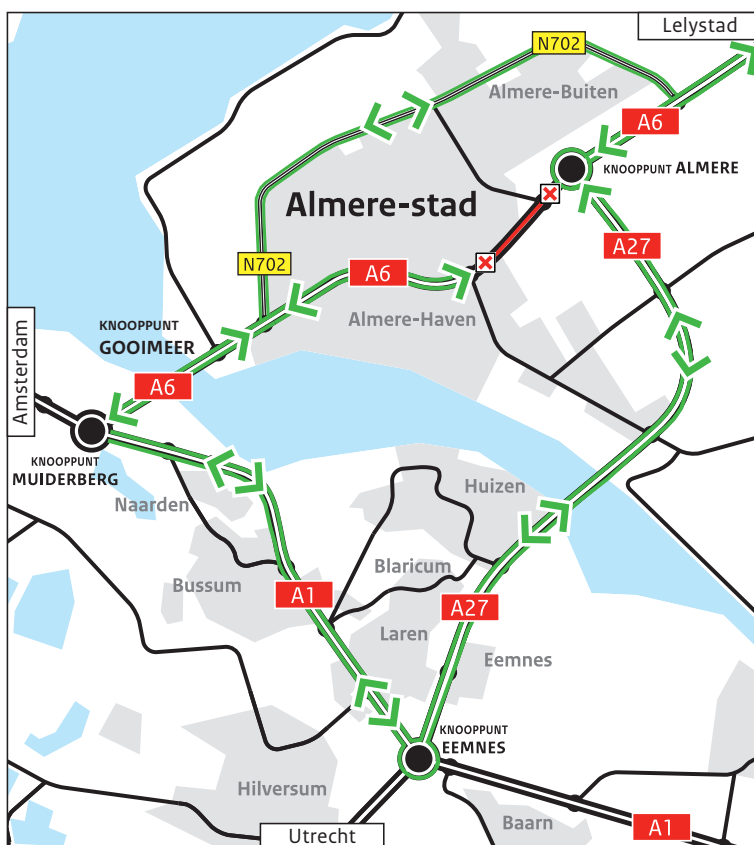 Lelystad
N702
Almere-Buiten
A6
KNOOPPUNT ALMERE
Almere-stad
A27
N702
A6
KNOOPPUNT
GOOIMEER
Almere-Haven
Amsterdam
A6
KNOOPPUNT
MUIDERBERG
Naarden
Huizen
Bussum
Blaricum
A1
A27
Laren
Eemnes
KNOOPPUNT
EEMNES
Hilversum
Utrecht
Baarn
A1